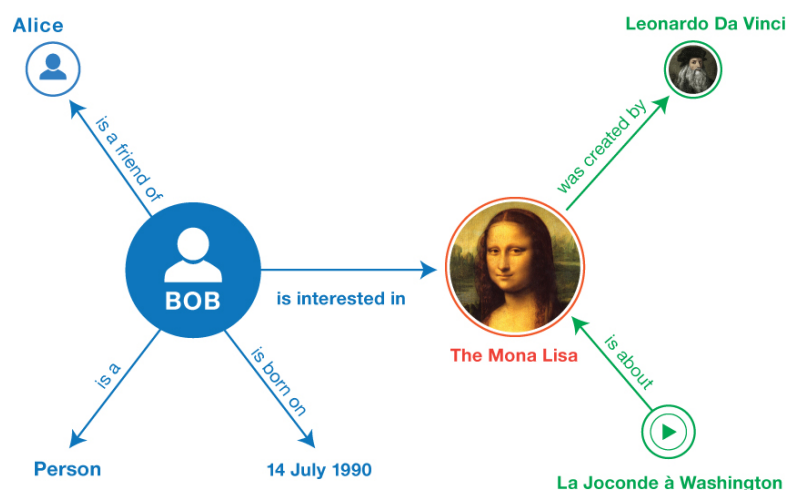 Alice
Leonardo Da Vinci
is a friend of
was created by
BOB
is interested in
The Mona Lisa
is a
is born on
is about
Person
14 July 1990
La Joconde à Washington